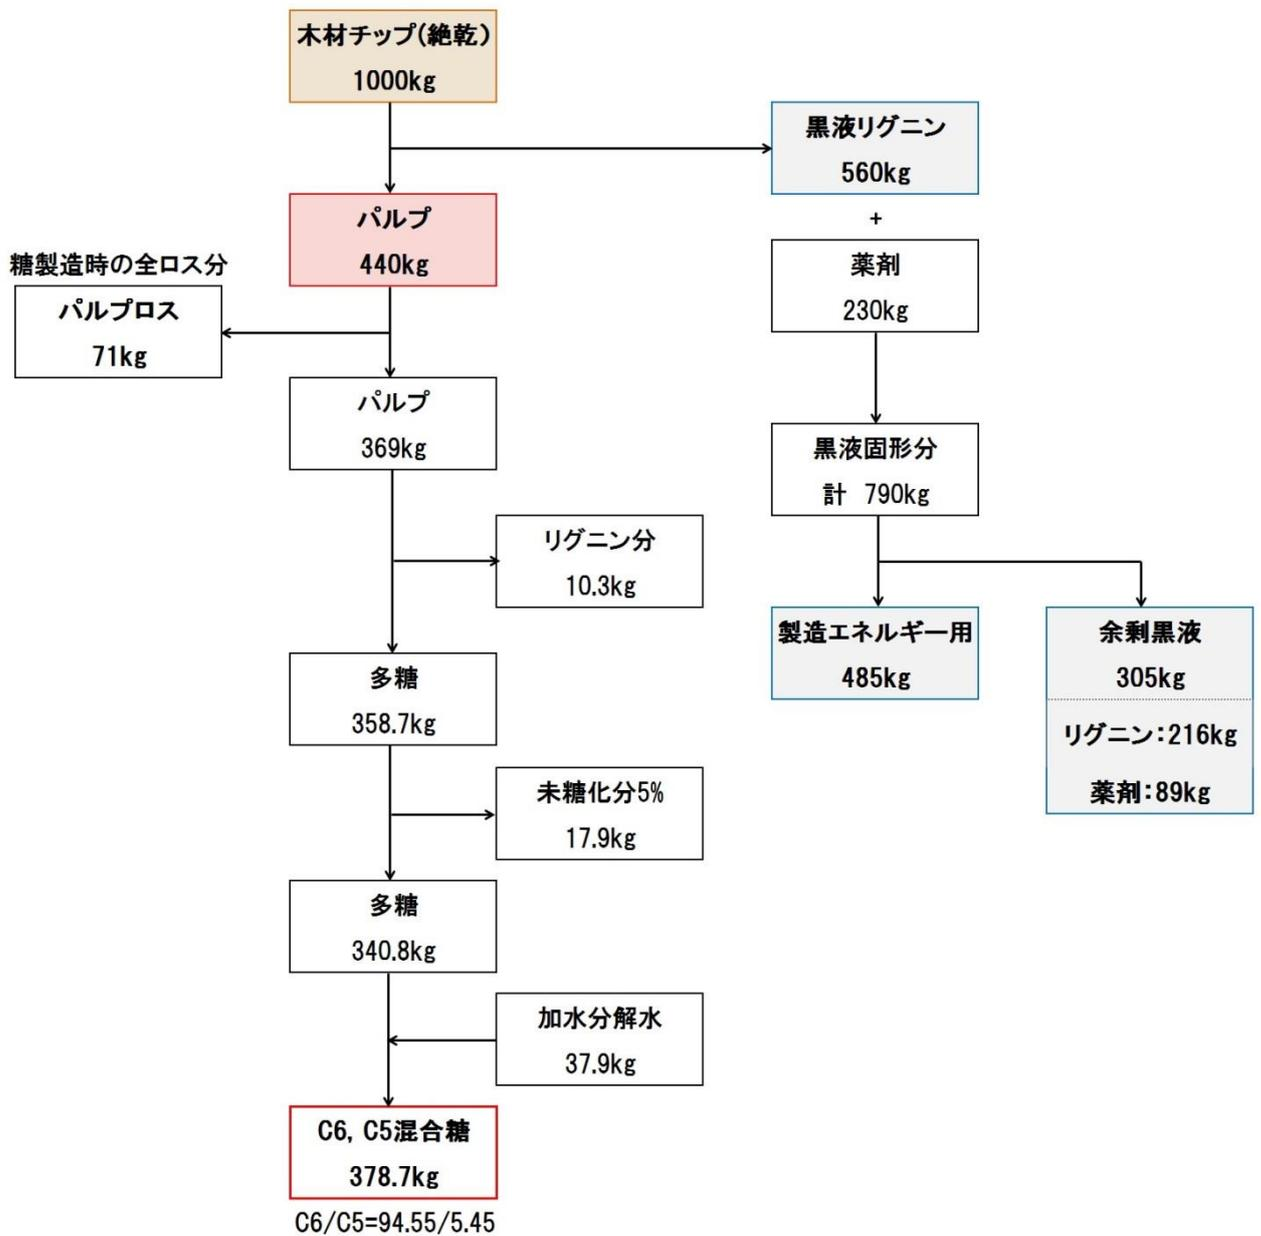 木材チップ(絶乾)
1000kg
黒液リグニン
560kg
+
パルプ
440kg
薬剤
230kg
糖製造時の全ロス分
パルプロス
71kg
パルプ
369kg
黒液固形分
計　790kg
リグニン分
10.3kg
製造エネルギー用
485kg
余剰黒液
305kg
リグニン：216kg
薬剤：89kg
多糖
358.7kg
未糖化分5%
17.9kg
多糖
340.8kg
加水分解水
37.9kg
C6, C5混合糖
378.7kg
C6/C5=94.55/5.45